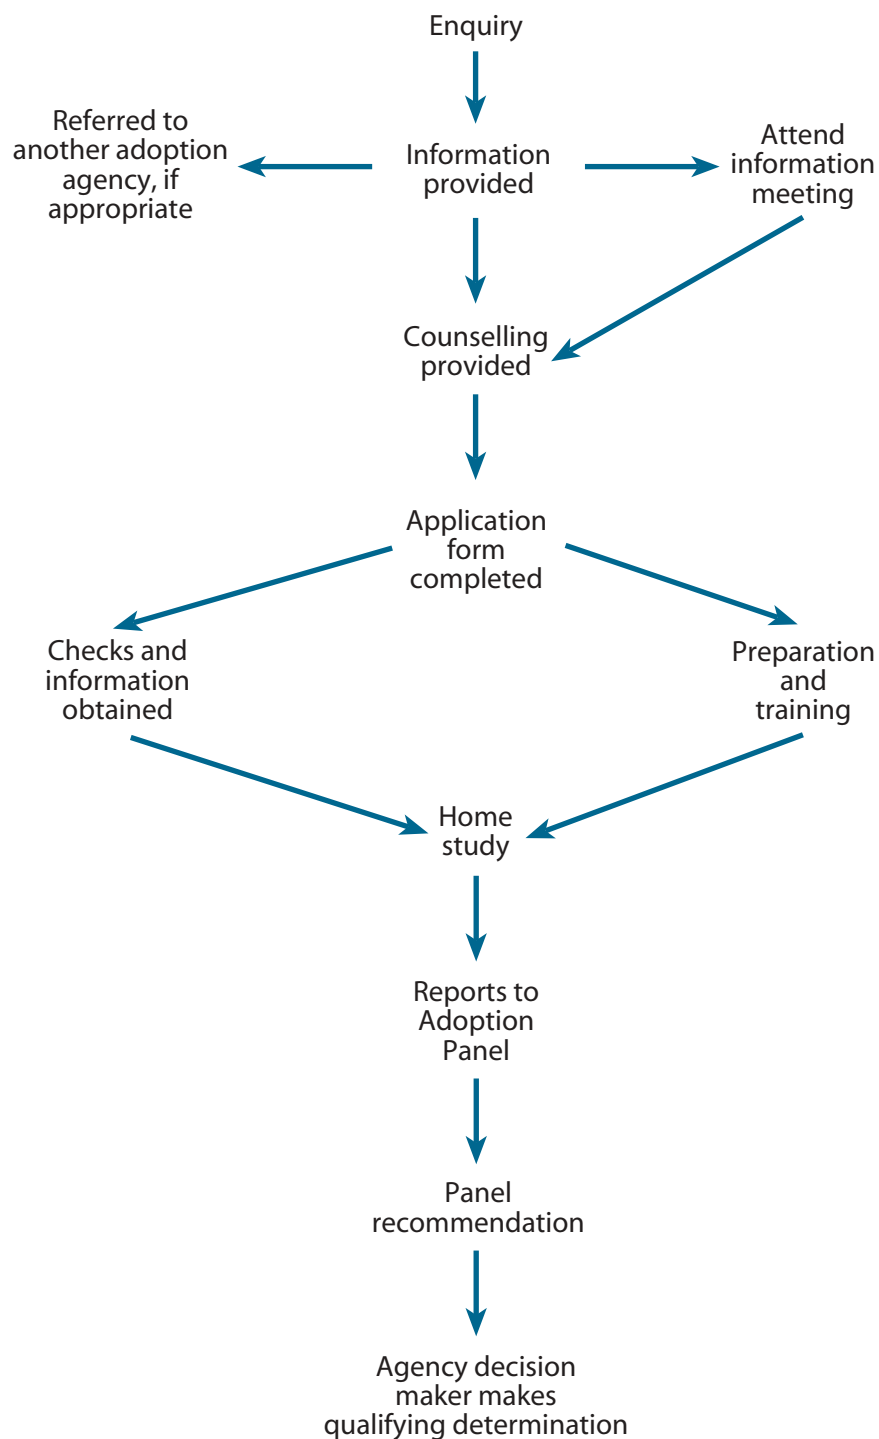 Enquiry
Referred to
another adoption
agency, if
appropriate
Information
provided
Attend
information
meeting
Counselling
provided
Application
form
completed
Checks and
information
obtained
Preparation
and
training
Home
study
Reports to
Adoption
Panel
Panel
recommendation
Agency decision
maker makes
qualifying determination